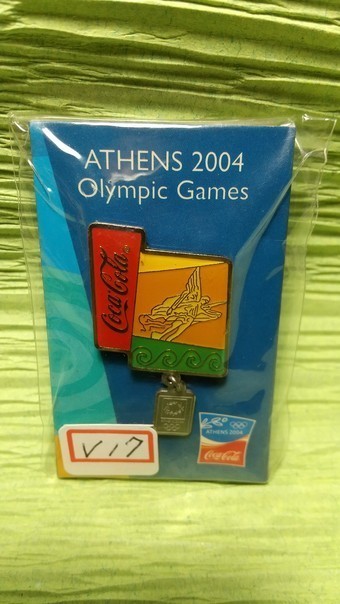 ATHENS 2004
Olympic Games
Coca-Cola
V17
ATHENS 2004
Coca-Cola